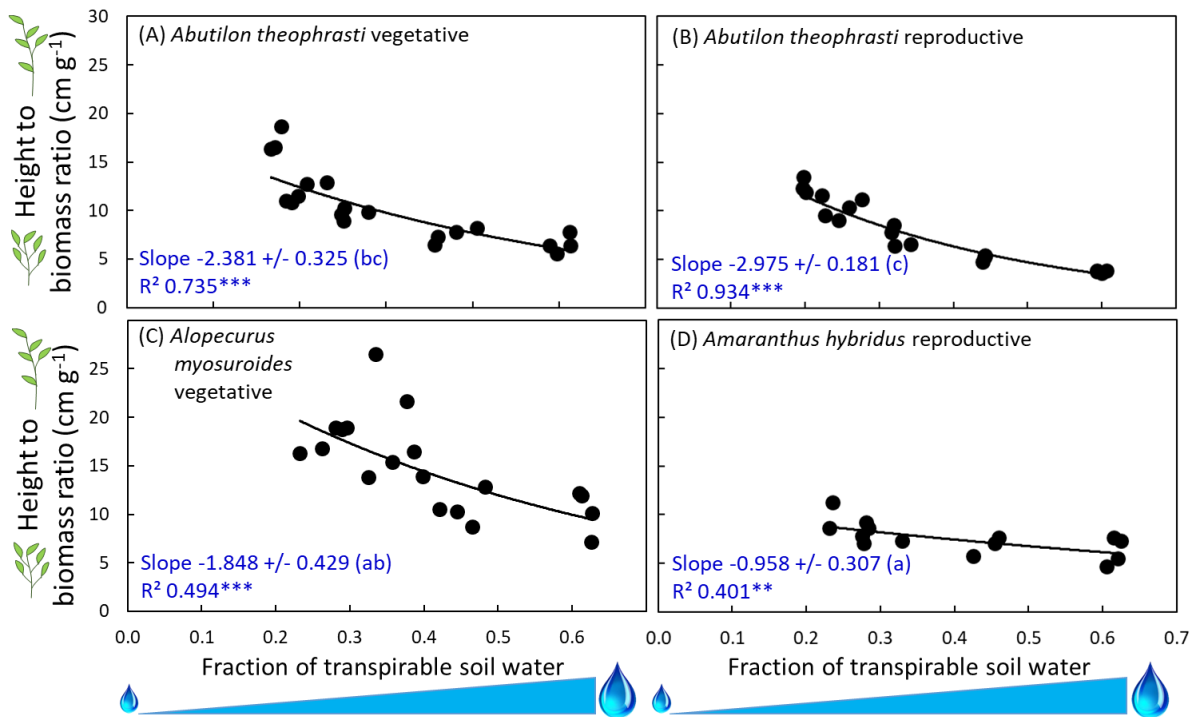 30
25
20
15
10
5
0
Height to
biomass ratio (cm g⁻¹)
(A) Abutilon theophrasti vegetative
Slope -2.381 +/- 0.325 (bc)
R² 0.735***
(B) Abutilon theophrasti reproductive
Slope -2.975 +/- 0.181 (c)
R² 0.934***
25
20
15
10
5
0
Height to
biomass ratio (cm g⁻¹)
(C) Alopecurus
myosuroides
vegetative
Slope -1.848 +/- 0.429 (ab)
R² 0.494***
(D) Amaranthus hybridus reproductive
Slope -0.958 +/- 0.307 (a)
R² 0.401**
0.0 0.1 0.2 0.3 0.4 0.5 0.6
0.0 0.1 0.2 0.3 0.4 0.5 0.6 0.7
Fraction of transpirable soil water
Fraction of transpirable soil water